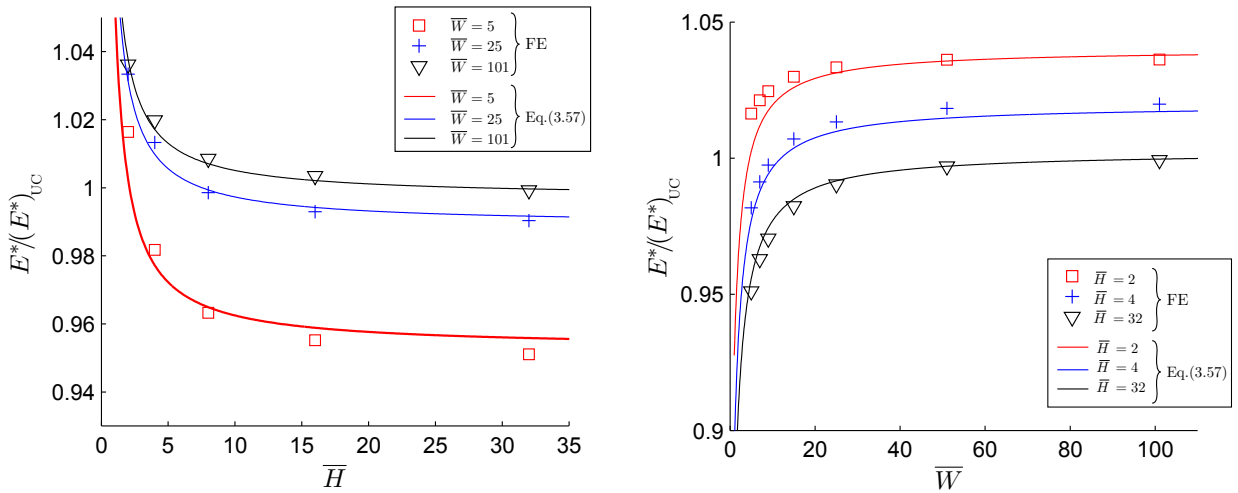 1.04
1.02
1
0.98
0.96
0.94
0
5
10
15
20
25
30
35
H̅
E*/(E*)UC
W̅ = 5
W̅ = 25
W̅ = 101
FE
W̅ = 5
W̅ = 25
W̅ = 101
Eq.(3.57)
1.05
1
0.95
0.9
0
20
40
60
80
100
W̅
E*/(E*)UC
H̅ = 2
H̅ = 4
H̅ = 32
FE
H̅ = 2
H̅ = 4
H̅ = 32
Eq.(3.57)